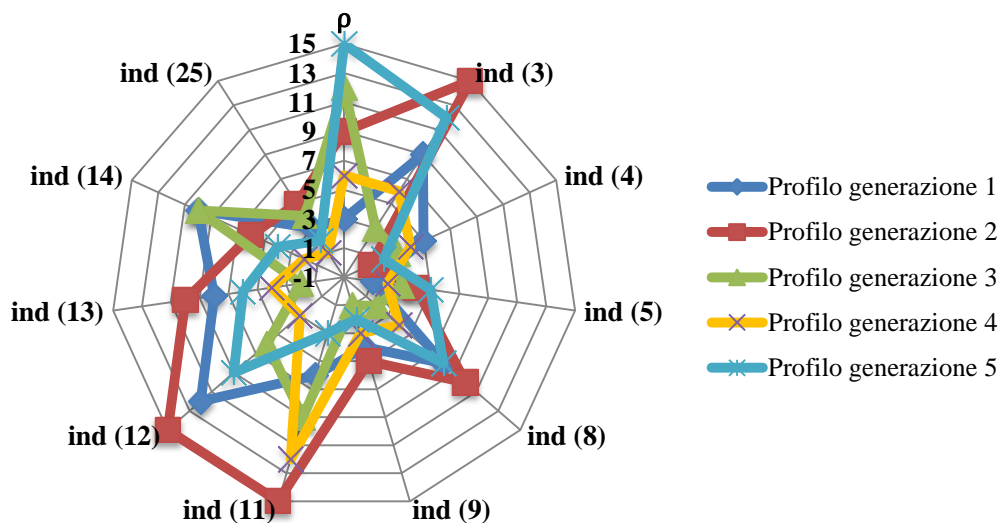 ρ
15
13
11
9
7
5
3
1
-1
ind (3)
ind (4)
ind (5)
ind (8)
ind (9)
ind (11)
ind (12)
ind (13)
ind (14)
ind (25)
Profilo generazione 1
Profilo generazione 2
Profilo generazione 3
Profilo generazione 4
Profilo generazione 5